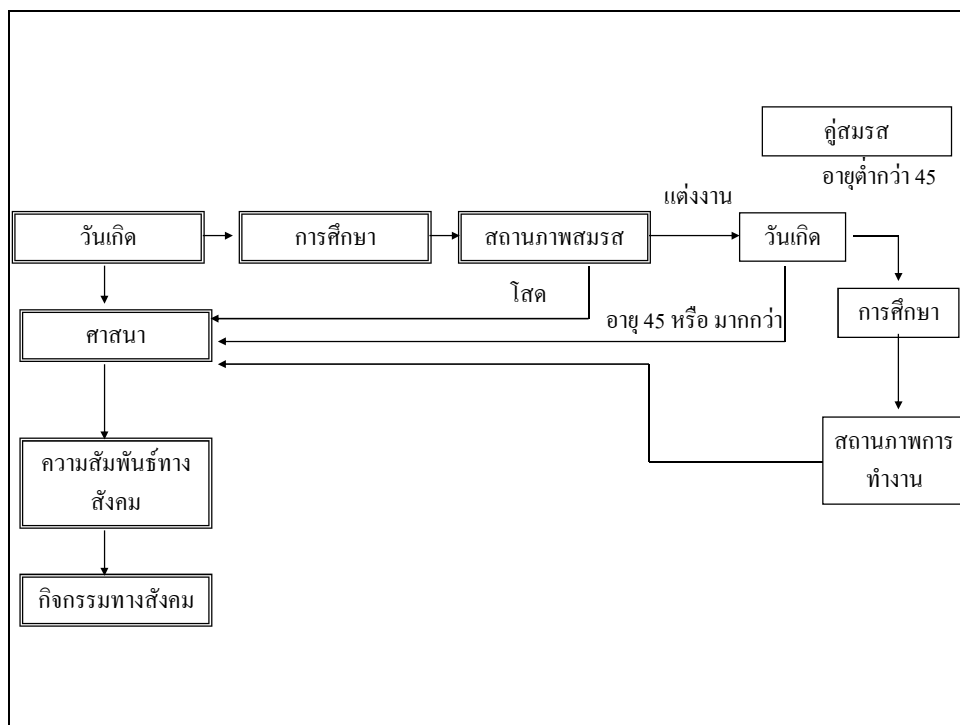 คู่สมรส
อายุต่ำกว่า 45
แต่งงาน
วันเกิด
การศึกษา
สถานภาพสมรส
วันเกิด
โสด
อายุ 45 หรือ มากกว่า
ศาสนา
การศึกษา
สถานภาพการ
ทำงาน
ความสัมพันธ์ทาง
สังคม
กิจกรรมทางสังคม